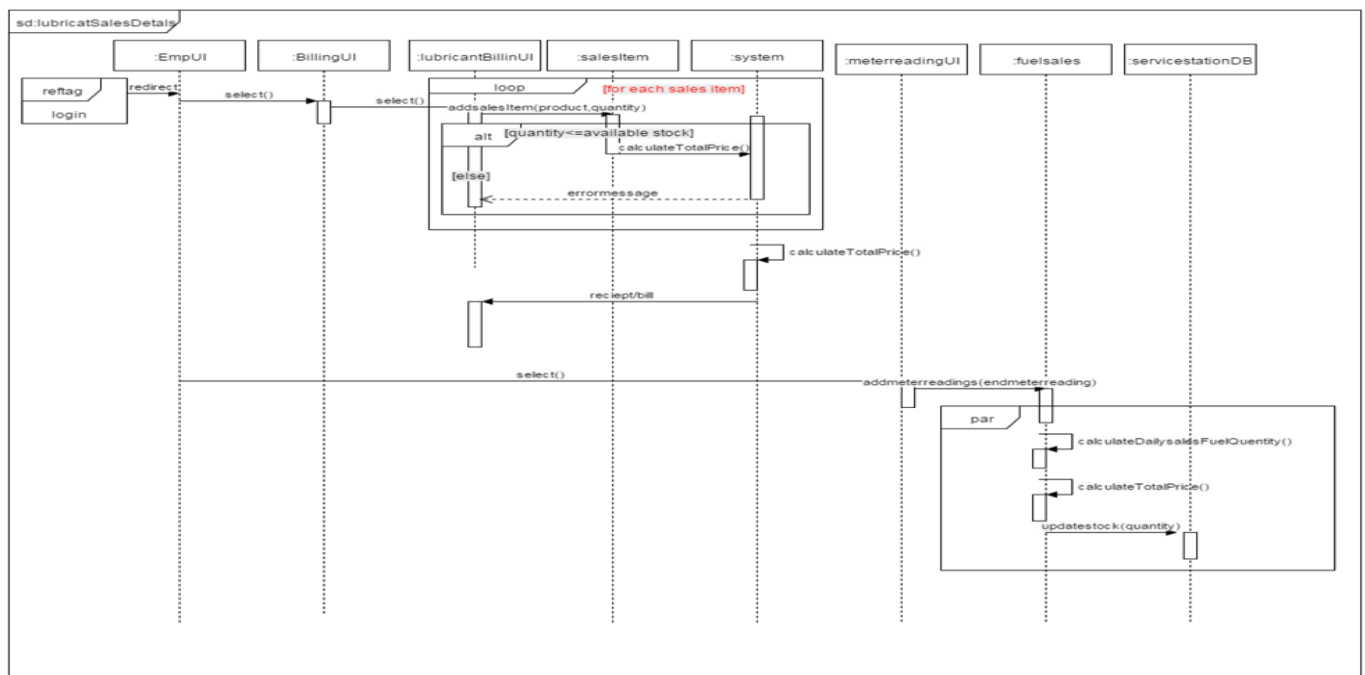 sd:lubricatSalesDetals
:EmpUI
:BillingUI
:lubricantBillinUI
:salesItem
:system
:meterreadingUI
:fuelsales
:servicestationDB
reftag
login
redirect
select()
select()
loop
[for each sales item]
addsalesItem(product,quantity)
alt
[quantity<=available stock]
calculateTotalPrice()
[else]
errormessage
calculateTotalPrice()
reciept/bill
select()
addmeterreadings(endmeterreading)
par
calculateDailysalesFuelQuentity()
calculateTotalPrice()
updatestock(quantity)